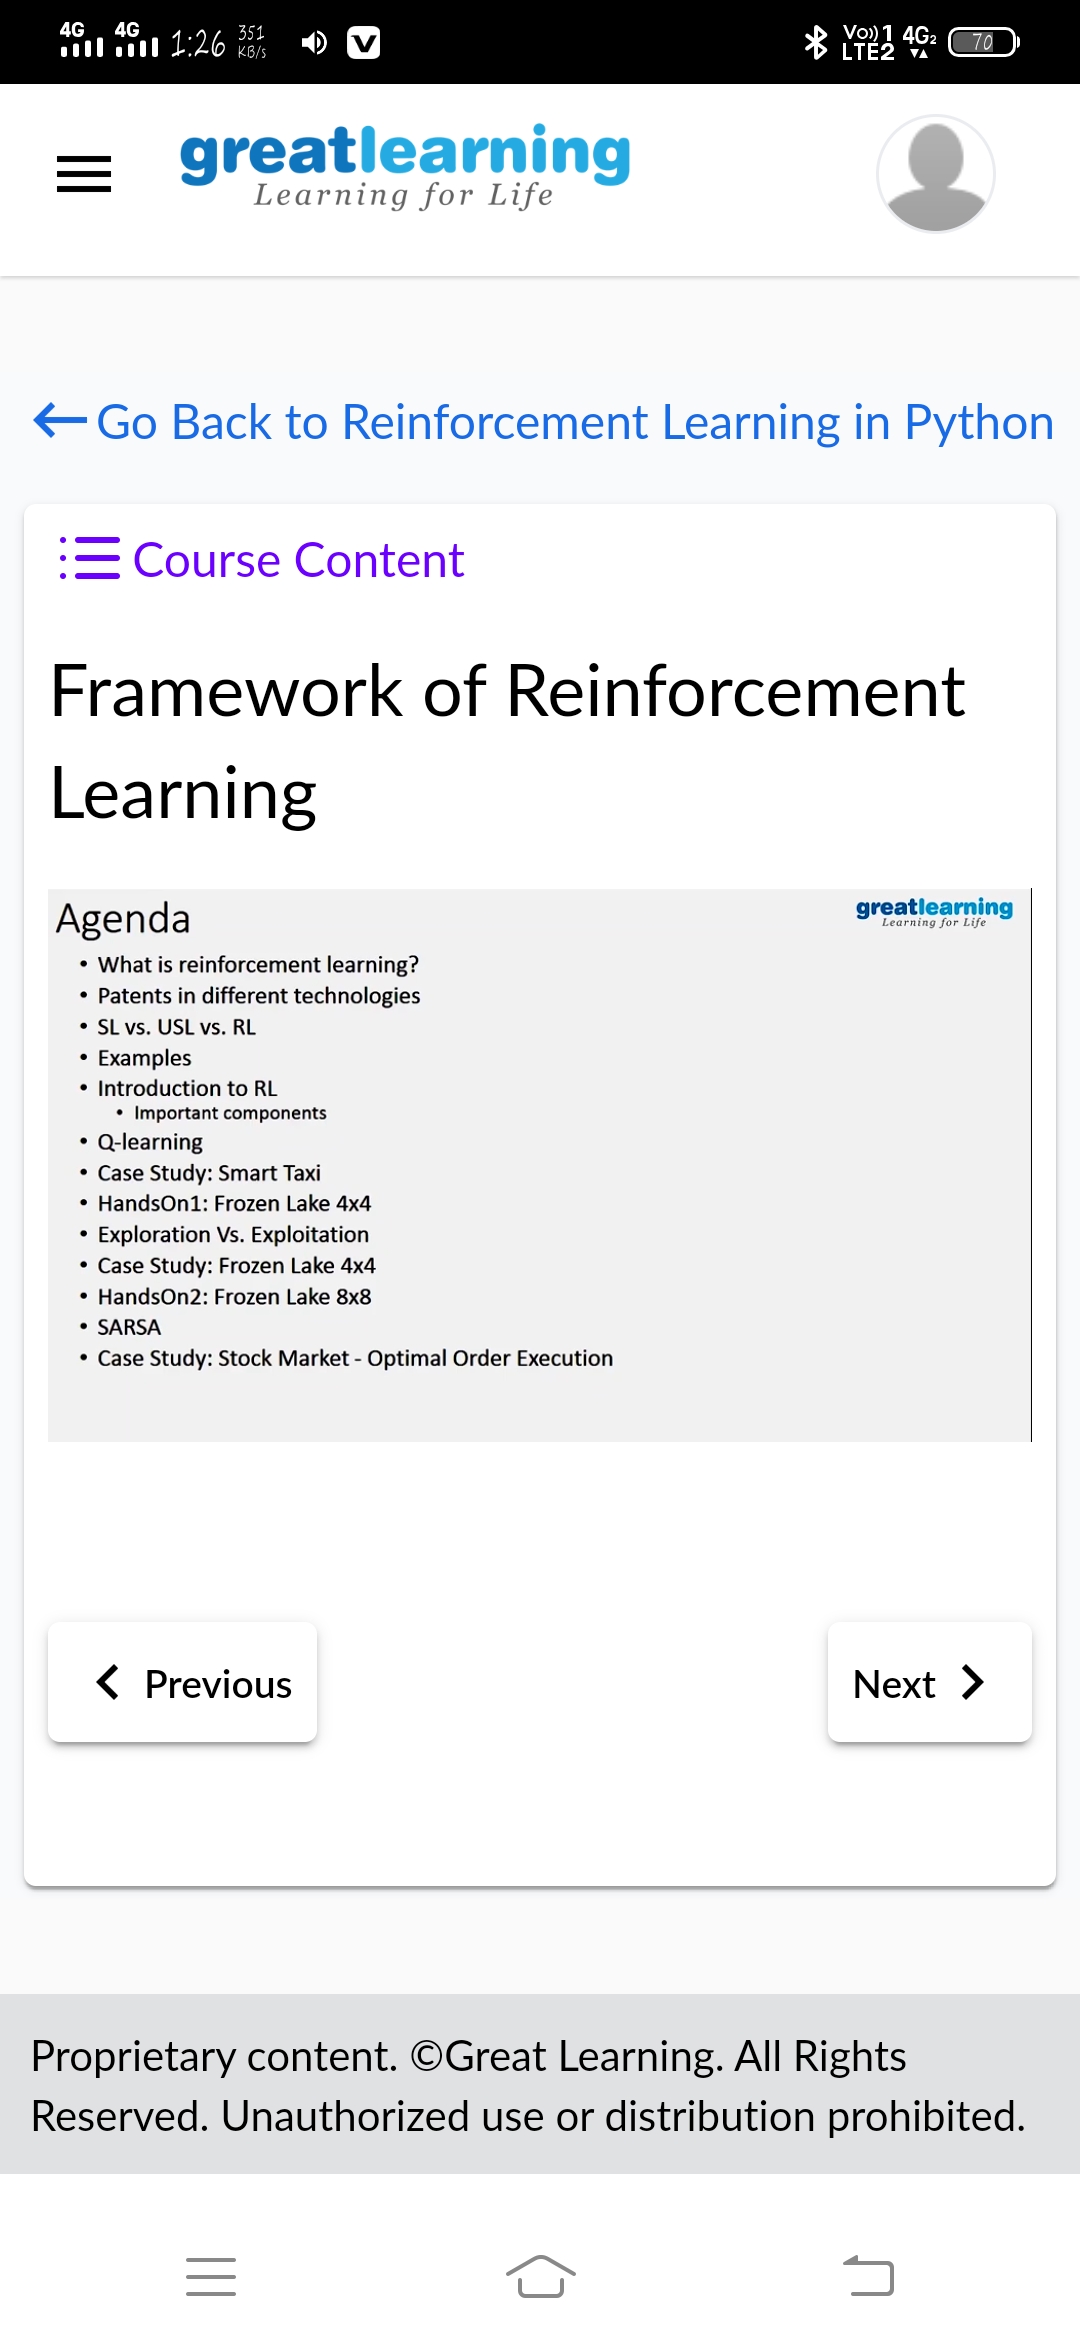 4G 4G 1:26 351 KB/s V Vo)) 1 LTE2 4G2 70
greatlearning
Learning for Life
Go Back to Reinforcement Learning in Python
Course Content
Framework of Reinforcement
Learning
Agenda
greatlearning
Learning for Life
• What is reinforcement learning?
• Patents in different technologies
• SL vs. USL vs. RL
• Examples
• Introduction to RL
• Important components
• Q-learning
• Case Study: Smart Taxi
• HandsOn1: Frozen Lake 4x4
• Exploration Vs. Exploitation
• Case Study: Frozen Lake 4x4
• HandsOn2: Frozen Lake 8x8
• SARSA
• Case Study: Stock Market - Optimal Order Execution
Previous
Next
Proprietary content. ©Great Learning. All Rights
Reserved. Unauthorized use or distribution prohibited.